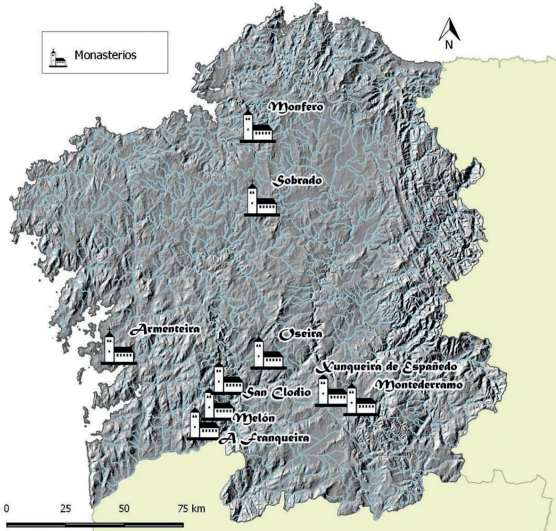 Monasterios
N
Monfero
Sobrado
Armenteira
Oseira
Xunqueira de Españedo
San Clodio
Montederramo
Melón
A Franqueira
0 25 50 75 km